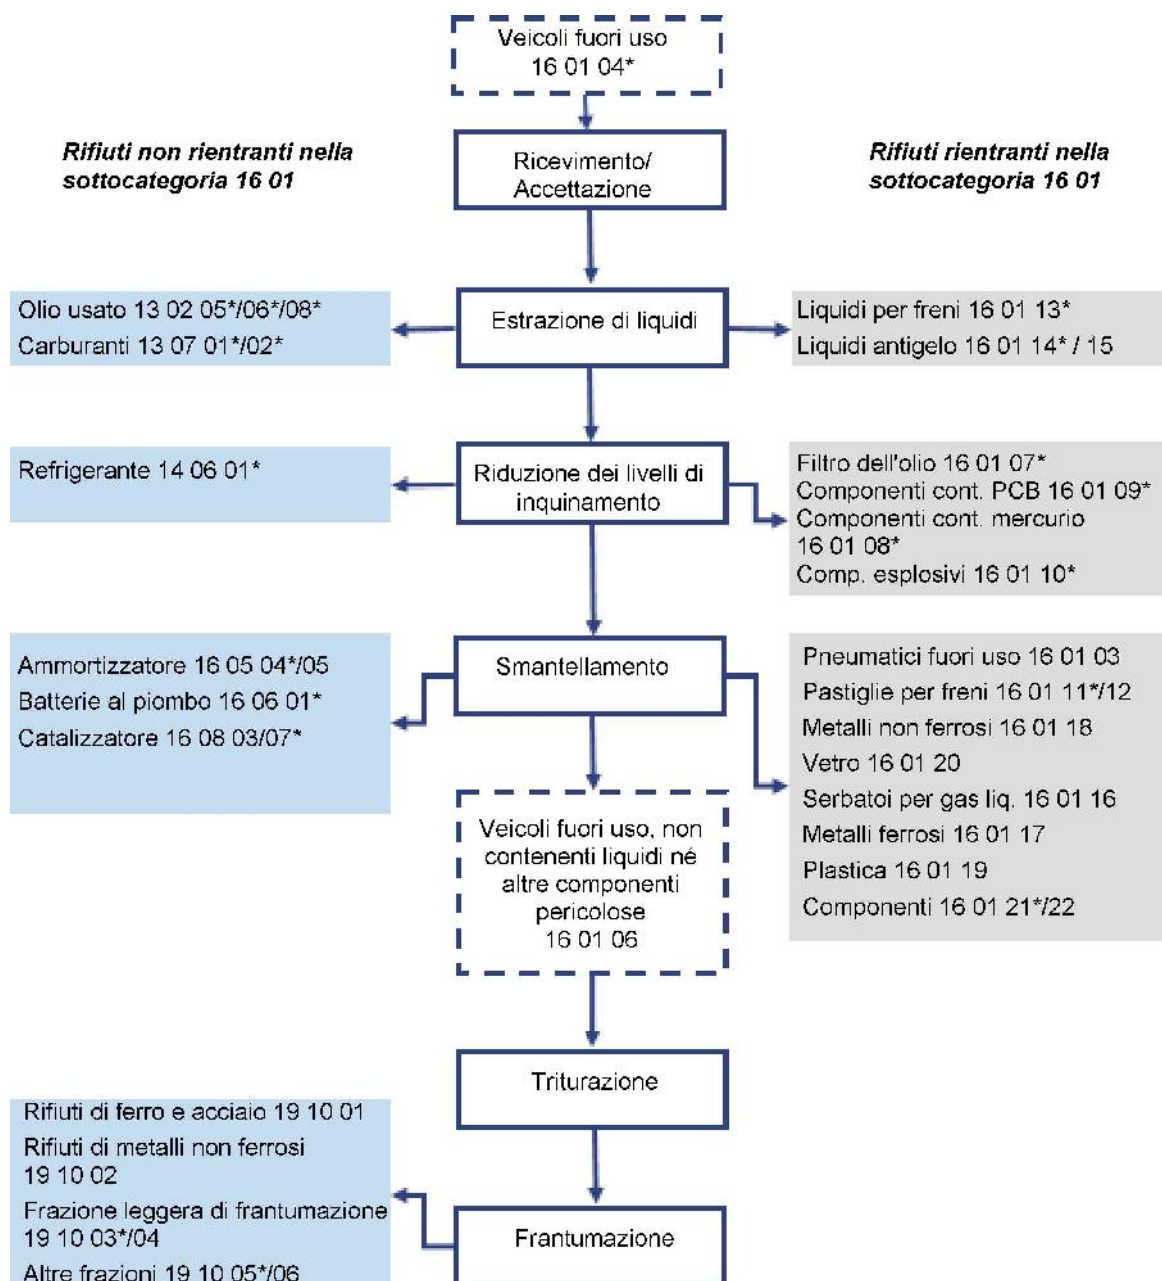 Veicoli fuori uso
16 01 04*
Rifiuti non rientranti nella
sottocategoria 16 01
Ricevimento/
Accettazione
Rifiuti rientranti nella
sottocategoria 16 01
Olio usato 13 02 05*/06*/08*
Carburanti 13 07 01*/02*
Estrazione di liquidi
Liquidi per freni 16 01 13*
Liquidi antigelo 16 01 14* / 15
Refrigerante 14 06 01*
Riduzione dei livelli di
inquinamento
Filtro dell'olio 16 01 07*
Componenti cont. PCB 16 01 09*
Componenti cont. mercurio
16 01 08*
Comp. esplosivi 16 01 10*
Ammortizzatore 16 05 04*/05
Batterie al piombo 16 06 01*
Catalizzatore 16 08 03/07*
Smantellamento
Pneumatici fuori uso 16 01 03
Pastiglie per freni 16 01 11*/12
Metalli non ferrosi 16 01 18
Vetro 16 01 20
Serbatoi per gas liq. 16 01 16
Metalli ferrosi 16 01 17
Plastica 16 01 19
Componenti 16 01 21*/22
Veicoli fuori uso, non
contenenti liquidi né
altre componenti
pericolose
16 01 06
Triturazione
Rifiuti di ferro e acciaio 19 10 01
Rifiuti di metalli non ferrosi
19 10 02
Frazione leggera di frantumazione
19 10 03*/04
Altre frazioni 19 10 05*/06
Frantumazione